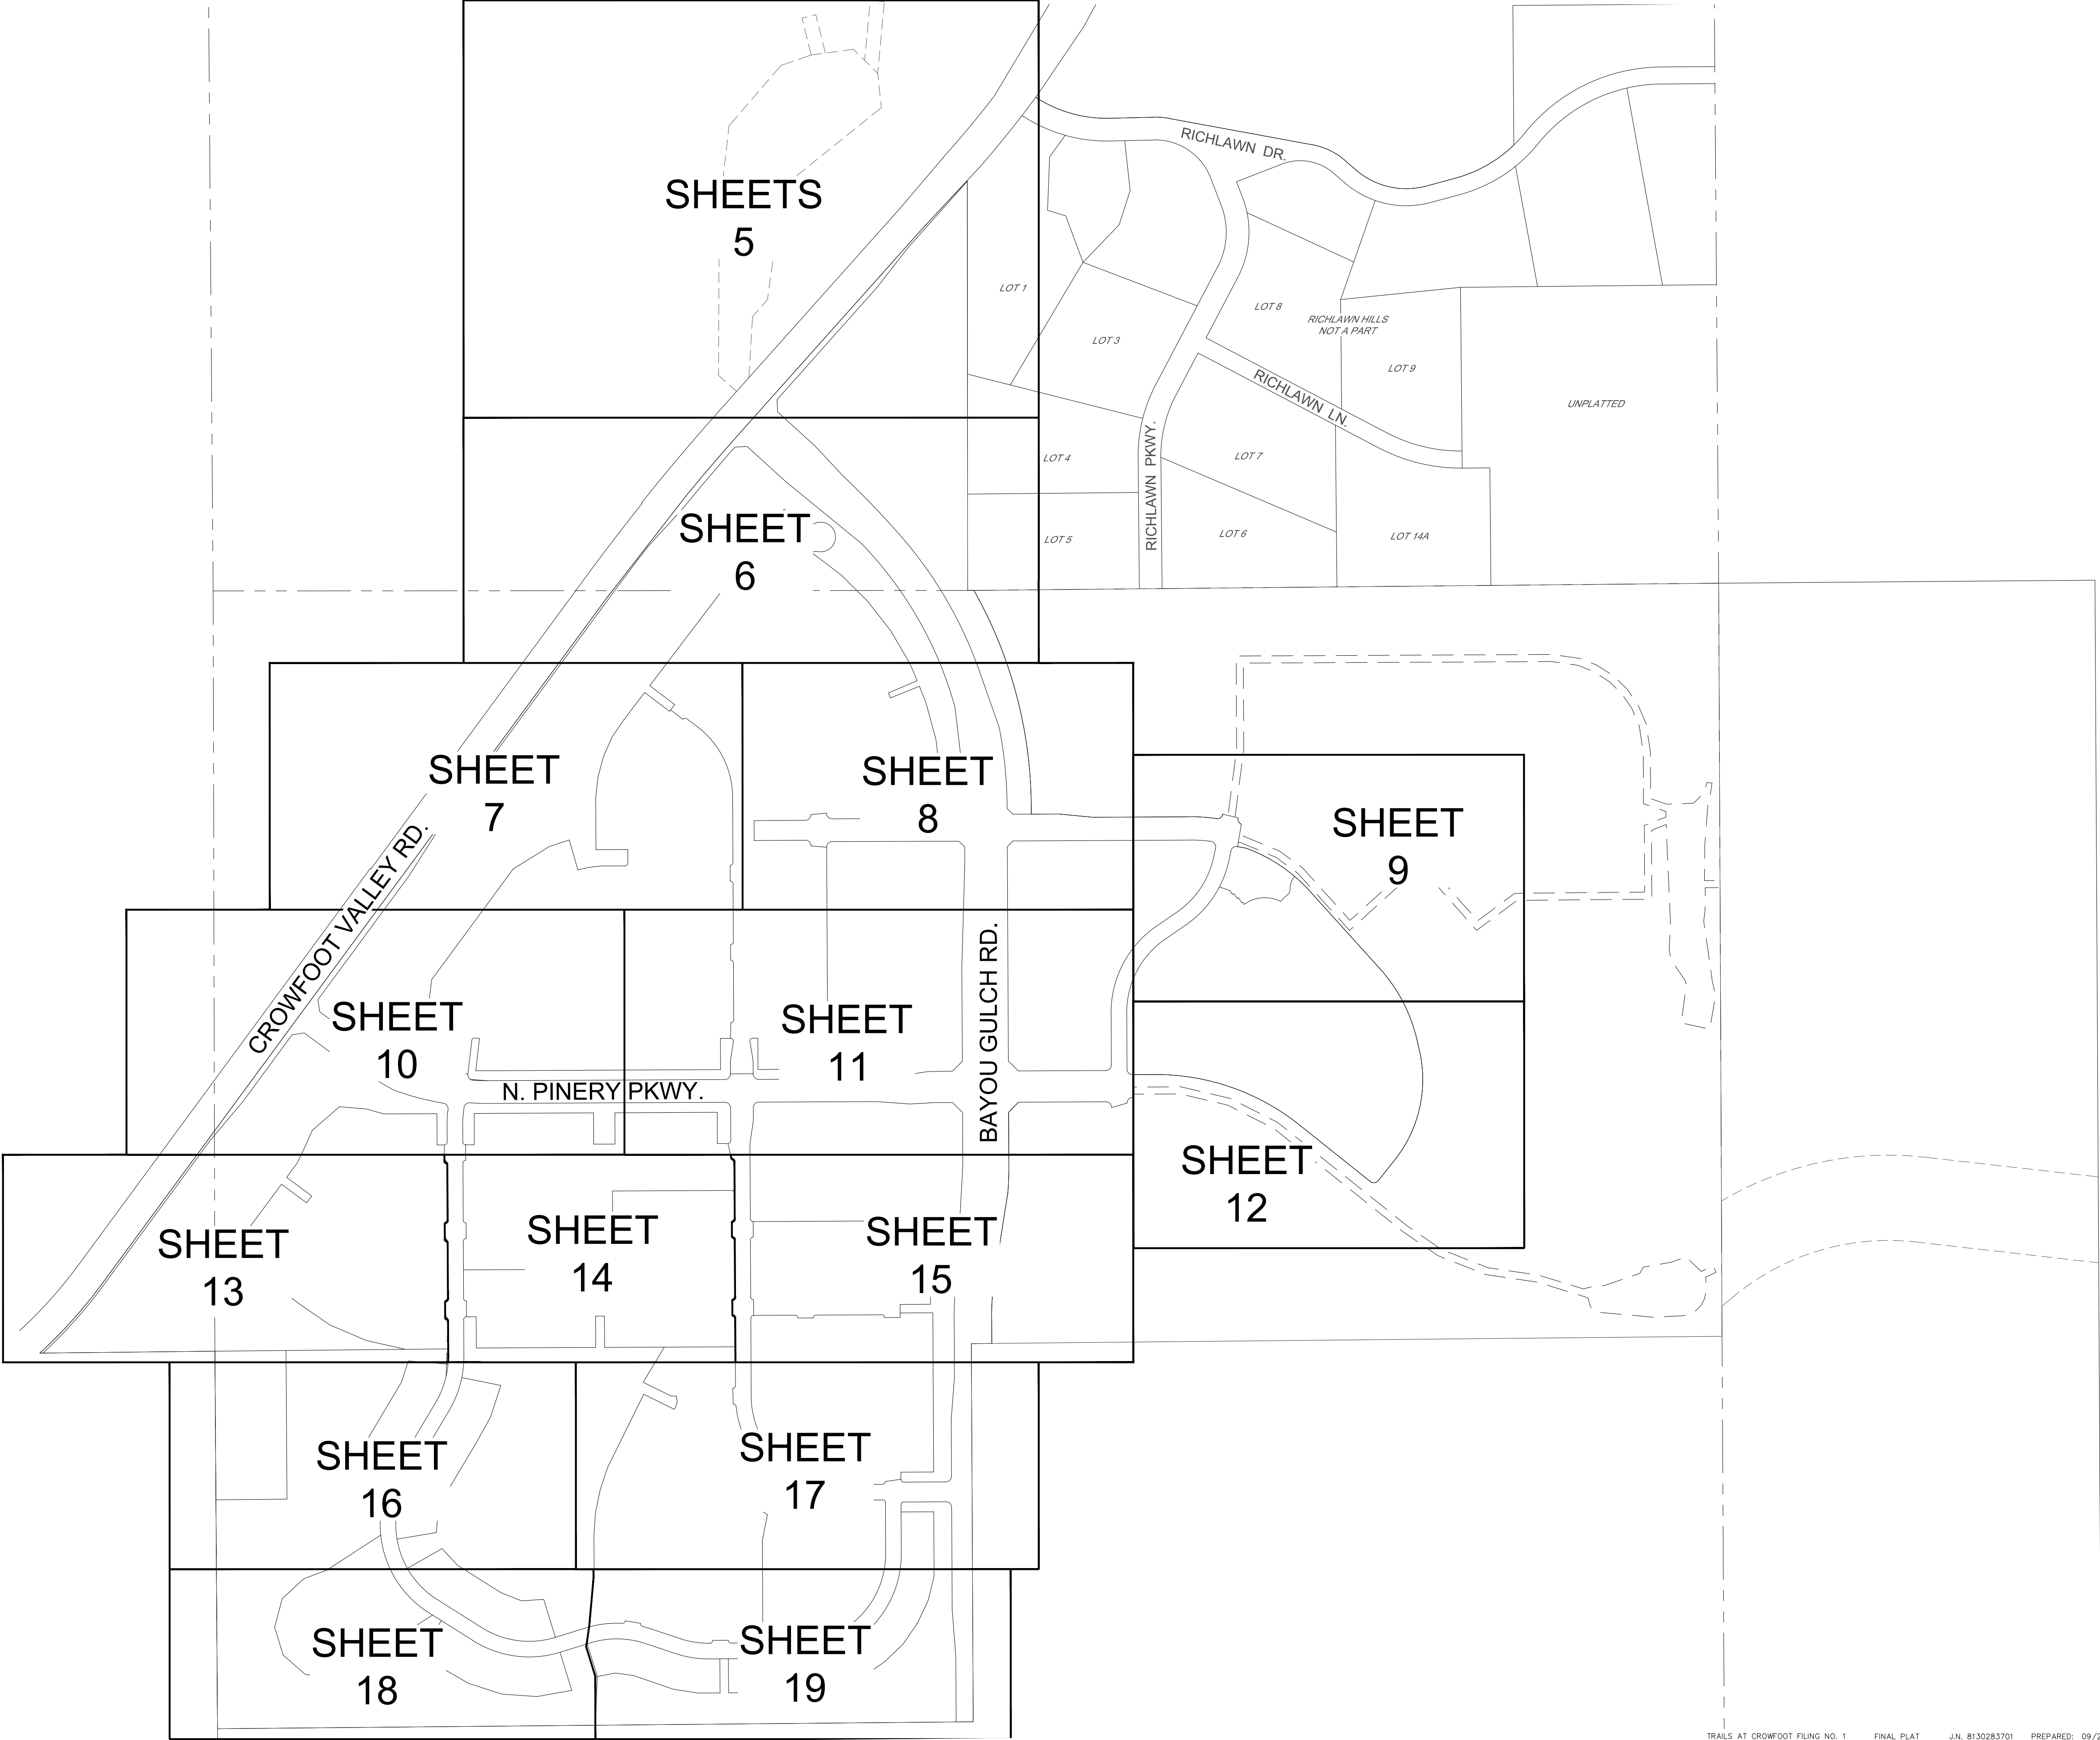 RICHLAWN DR.
SHEETS
5
LOT 1
LOT 8
RICHLAWN HILLS
NOT A PART
LOT 3
LOT 9
RICHLAWN LN.
UNPLATTED
RICHLAWN PKWY.
LOT 4
LOT 7
SHEET
6
LOT 5
LOT 6
LOT 14A
SHEET
7
SHEET
8
SHEET
9
CROWFOOT VALLEY RD.
SHEET
10
SHEET
11
BAYOU GULCH RD.
N. PINERY PKWY.
SHEET
12
SHEET
13
SHEET
14
SHEET
15
SHEET
16
SHEET
17
SHEET
18
SHEET
19
TRAILS AT CROWFOOT FILING NO. 1 FINAL PLAT J.N. 8130283701 PREPARED: